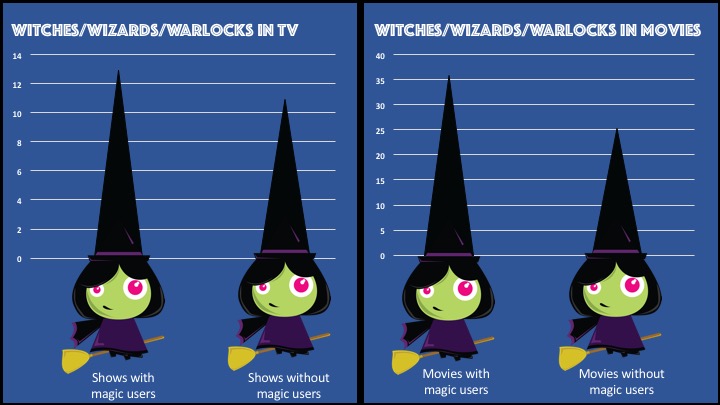 WITCHES/WIZARDS/WARLOCKS IN TV
14
12
10
8
6
4
2
0
Shows with
magic users
Shows without
magic users
WITCHES/WIZARDS/WARLOCKS IN MOVIES
40
35
30
25
20
15
10
5
0
Movies with
magic users
Movies without
magic users